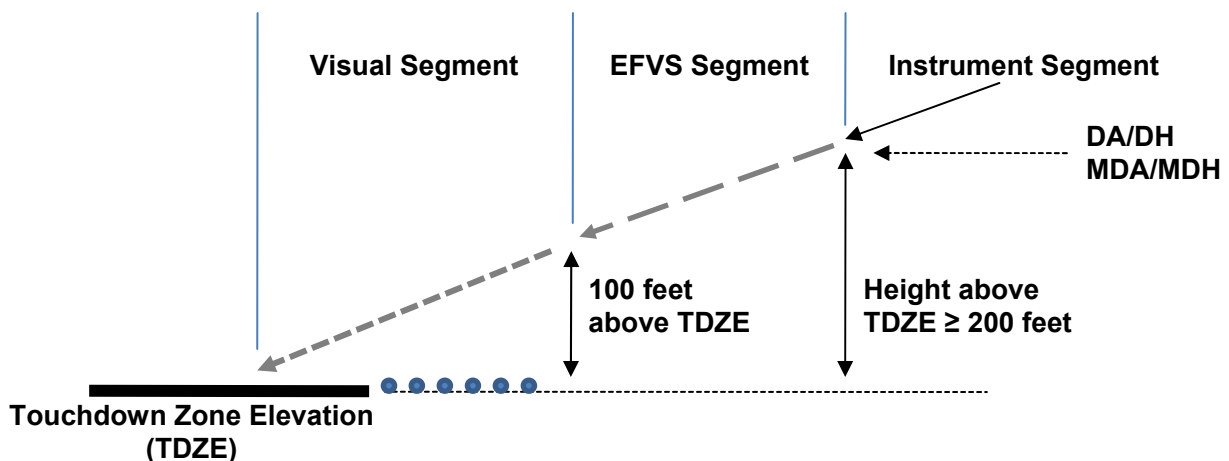 Visual Segment
EFVS Segment
Instrument Segment
DA/DH
MDA/MDH
100 feet
above TDZE
Height above
TDZE ≥ 200 feet
Touchdown Zone Elevation
(TDZE)